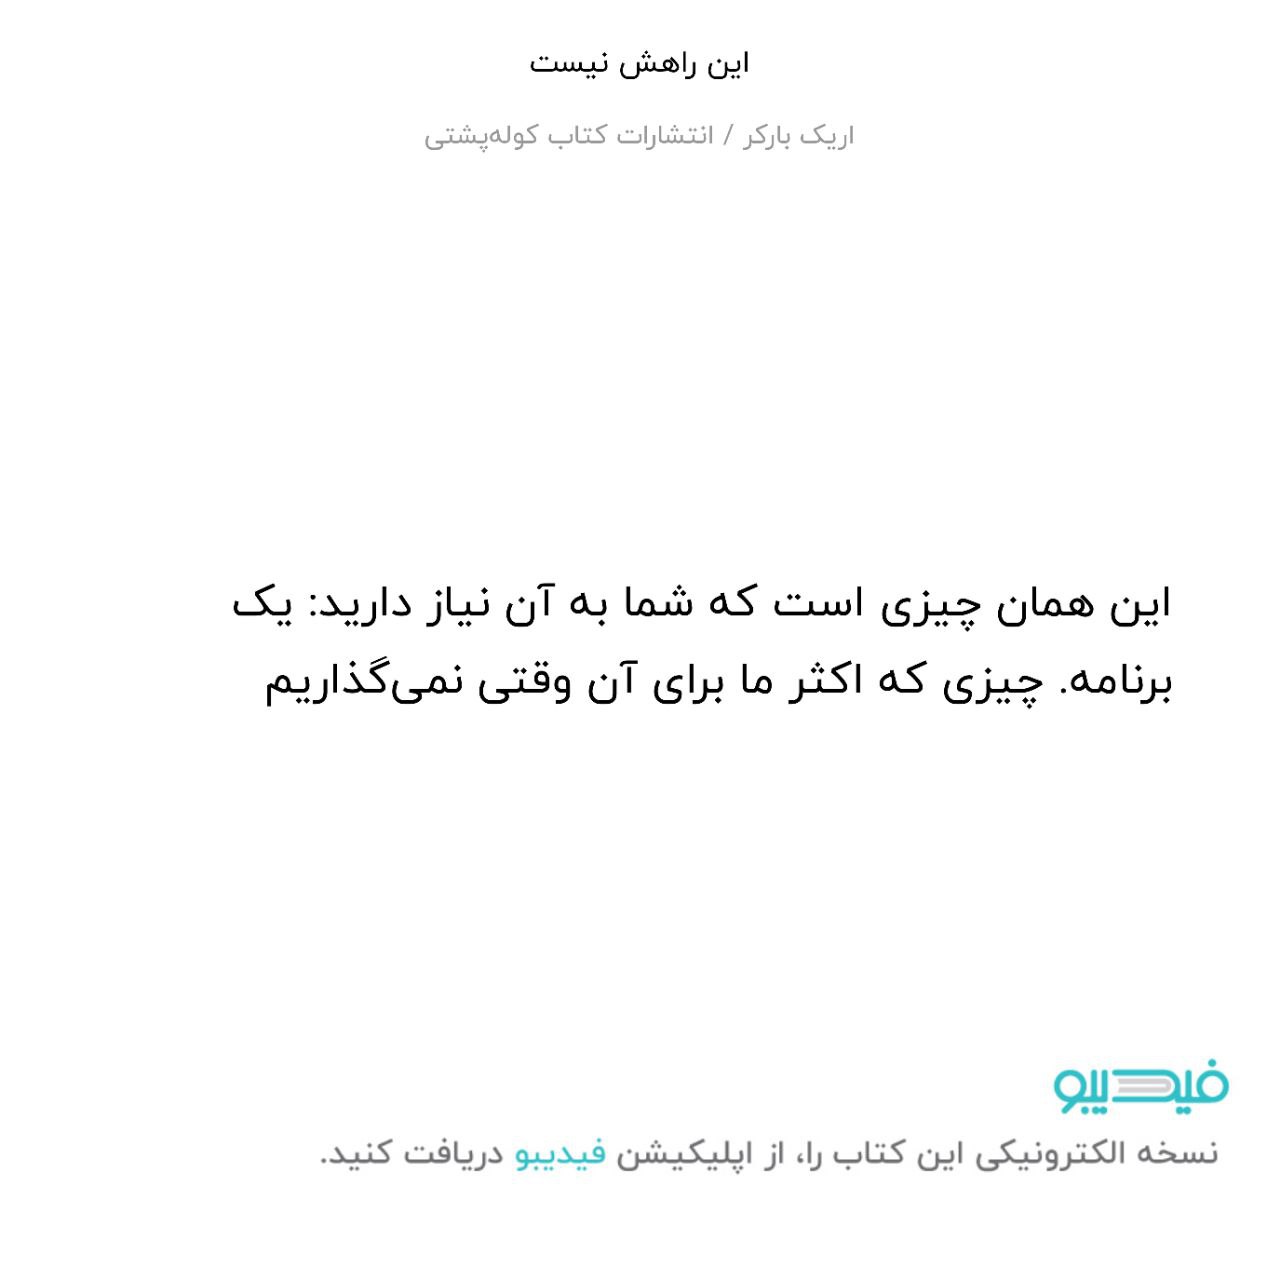 این راهش نیست
اریک بارکر / انتشارات کتاب کوله‌پشتی
این همان چیزی است که شما به آن نیاز دارید: یک
برنامه. چیزی که اکثر ما برای آن وقتی نمی‌گذاریم
فیدیبو
نسخه الکترونیکی این کتاب را، از اپلیکیشن فیدیبو دریافت کنید.